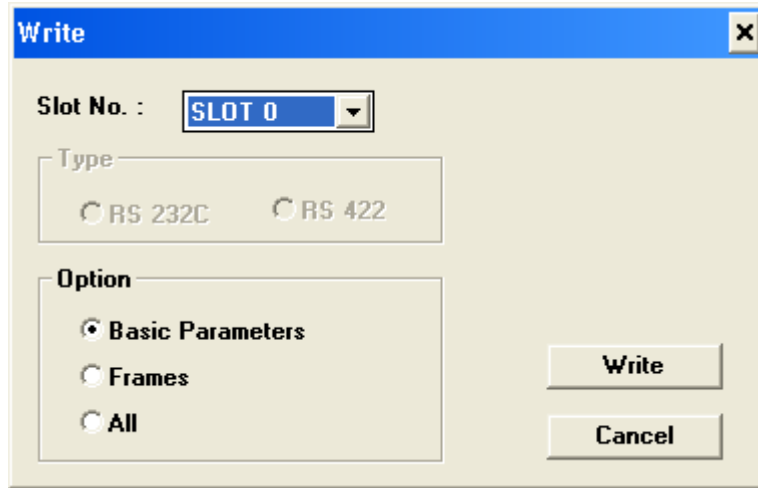 Write
Slot No. : SLOT 0
Type
RS 232C RS 422
Option
Basic Parameters
Frames
All
Write
Cancel